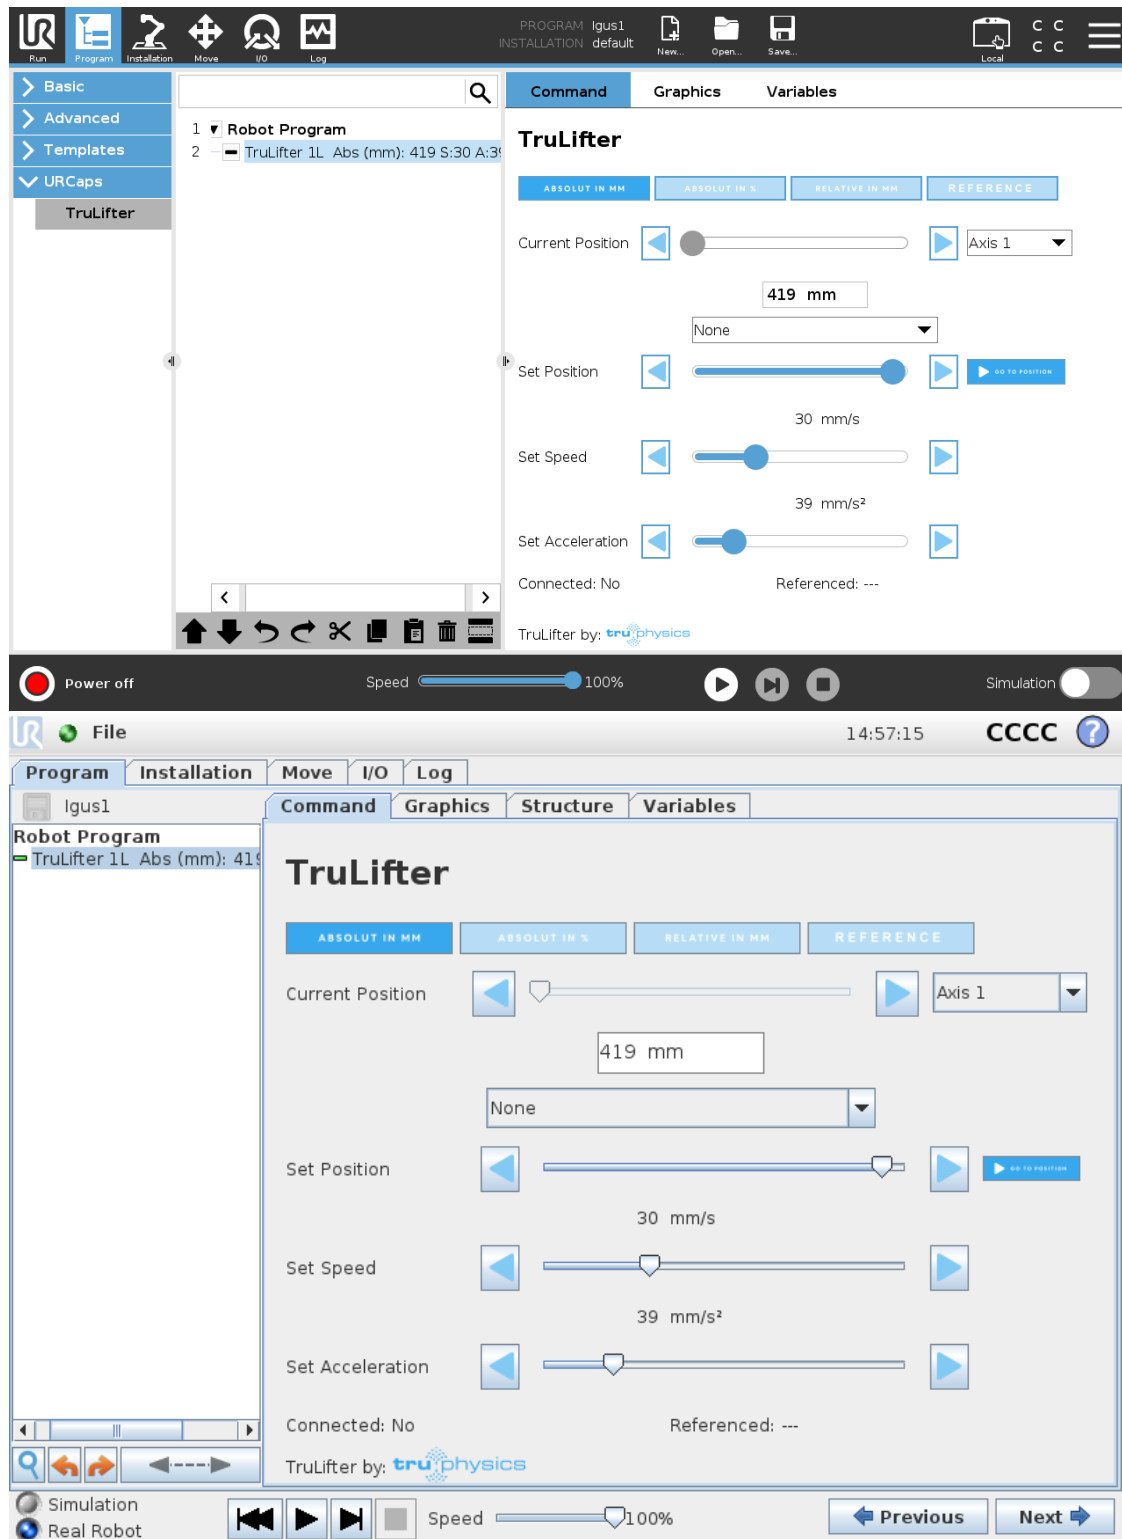 UR
PROGRAM Igus1
INSTALLATION default
C C
C C
Run Program Installation Move I/O Log New... Open... Save... Local
Basic
Advanced
Templates
URCaps
TruLifter
1 Robot Program
2 TruLifter 1L Abs (mm): 419 S:30 A:39
Command Graphics Variables
TruLifter
ABSOLUT IN MM ABSOLUT IN % RELATIVE IN MM REFERENCE
Current Position Axis 1
419 mm
None
Set Position GO TO POSITION
30 mm/s
Set Speed
39 mm/s²
Set Acceleration
Connected: No Referenced: ---
TruLifter by: truphysics
Power off Speed 100% Simulation
UR File 14:57:15 CCCC ?
Program Installation Move I/O Log
Igus1 Command Graphics Structure Variables
Robot Program
TruLifter 1L Abs (mm): 419
TruLifter
ABSOLUT IN MM ABSOLUT IN % RELATIVE IN MM REFERENCE
Current Position Axis 1
419 mm
None
Set Position GO TO POSITION
30 mm/s
Set Speed
39 mm/s²
Set Acceleration
Connected: No Referenced: ---
TruLifter by: truphysics
Simulation
Real Robot
Speed 100% Previous Next